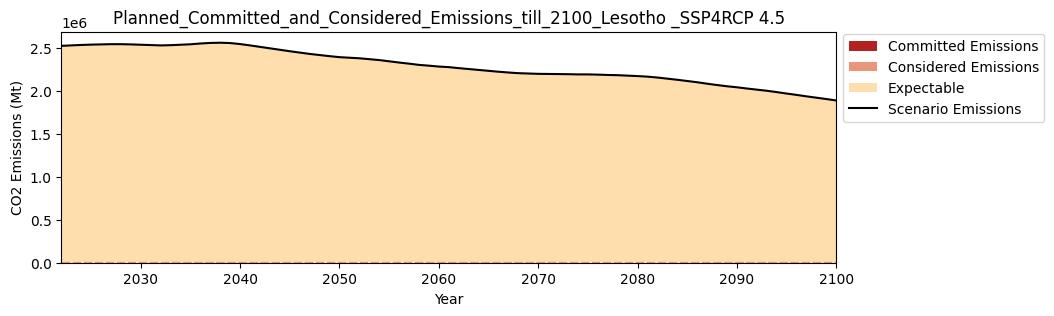 Planned_Committed_and_Considered_Emissions_till_2100_Lesotho _SSP4RCP 4.5
1e6
2.5
2.0
1.5
1.0
0.5
0.0
CO2 Emissions (Mt)
2030 2040 2050 2060 2070 2080 2090 2100
Year
Committed Emissions
Considered Emissions
Expectable
Scenario Emissions